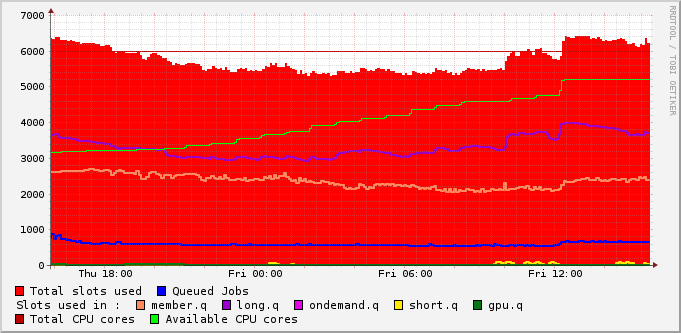 RRDTOOL / TOBI OETIKER
7000
6000
5000
4000
3000
2000
1000
0
Thu 18:00 Fri 00:00 Fri 06:00 Fri 12:00
Total slots used Queued Jobs
Slots used in : member.q long.q ondemand.q short.q gpu.q
Total CPU cores Available CPU cores